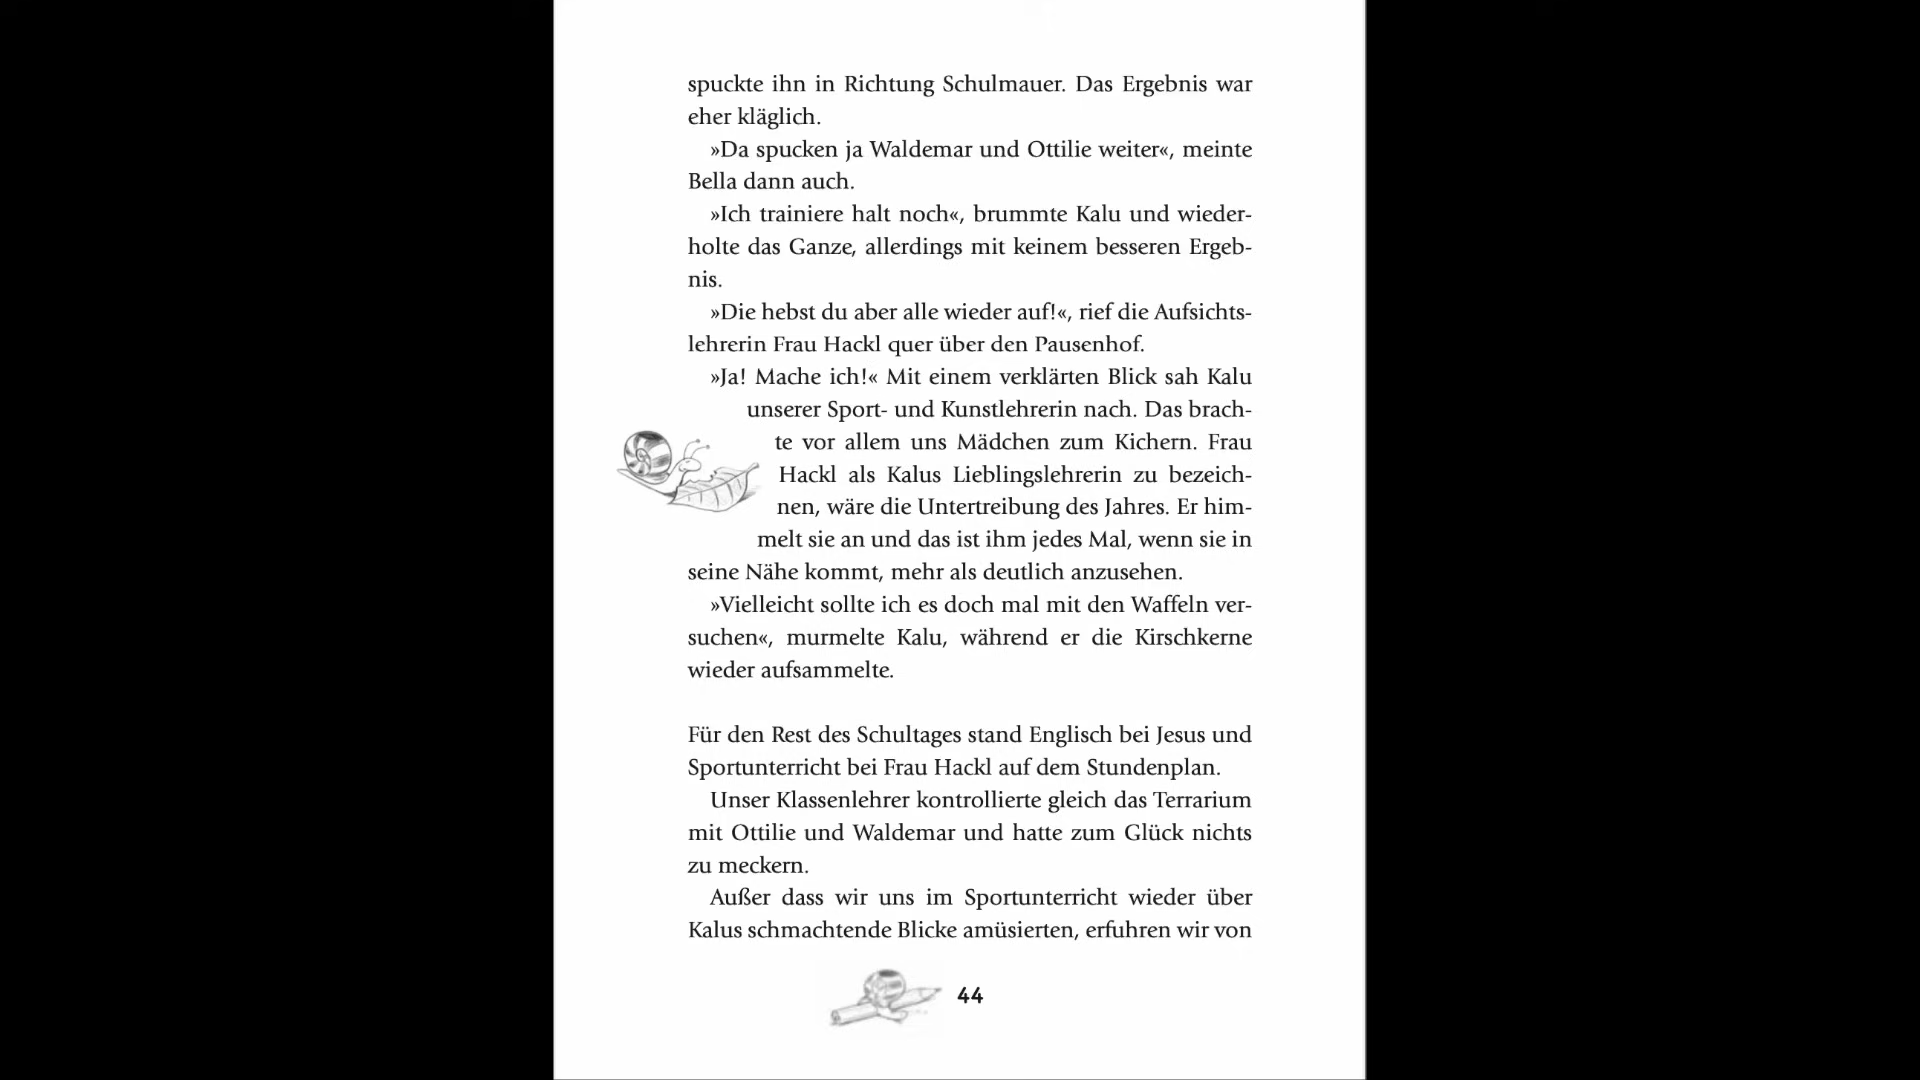 spuckte ihn in Richtung Schulmauer. Das Ergebnis war
eher kläglich.
»Da spucken ja Waldemar und Ottilie weiter«, meinte
Bella dann auch.
»Ich trainiere halt noch«, brummte Kalu und wieder-
holte das Ganze, allerdings mit keinem besseren Ergeb-
nis.
»Die hebst du aber alle wieder auf!«, rief die Aufsichts-
lehrerin Frau Hackl quer über den Pausenhof.
»Ja! Mache ich!« Mit einem verklärten Blick sah Kalu
unserer Sport- und Kunstlehrerin nach. Das brach-
te vor allem uns Mädchen zum Kichern. Frau
Hackl als Kalus Lieblingslehrerin zu bezeich-
nen, wäre die Untertreibung des Jahres. Er him-
melt sie an und das ist ihm jedes Mal, wenn sie in
seine Nähe kommt, mehr als deutlich anzusehen.
»Vielleicht sollte ich es doch mal mit den Waffeln ver-
suchen«, murmelte Kalu, während er die Kirschkerne
wieder aufsammelte.
Für den Rest des Schultages stand Englisch bei Jesus und
Sportunterricht bei Frau Hackl auf dem Stundenplan.
Unser Klassenlehrer kontrollierte gleich das Terrarium
mit Ottilie und Waldemar und hatte zum Glück nichts
zu meckern.
Außer dass wir uns im Sportunterricht wieder über
Kalus schmachtende Blicke amüsierten, erfuhren wir von
44